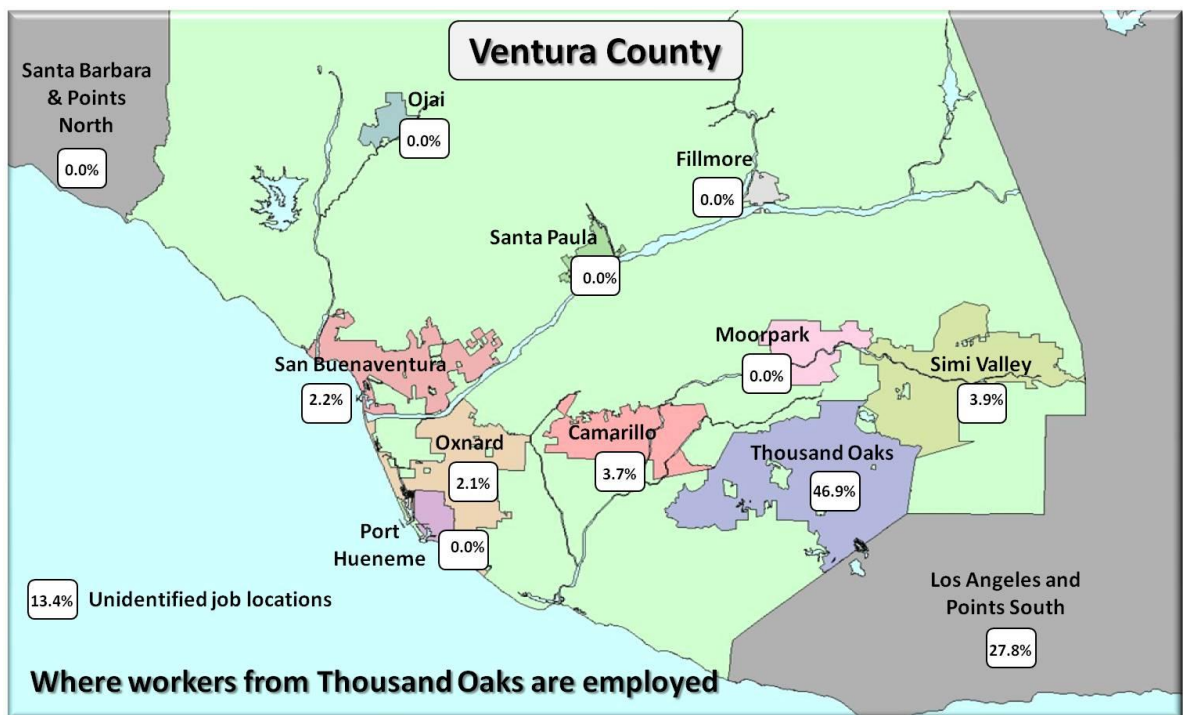 Ventura County
Santa Barbara
& Points
North
0.0%
Ojai
0.0%
Fillmore
0.0%
Santa Paula
0.0%
San Buenaventura
2.2%
Moorpark
0.0%
Simi Valley
3.9%
Oxnard
2.1%
Camarillo
3.7%
Thousand Oaks
46.9%
Port
Hueneme
0.0%
13.4% Unidentified job locations
Los Angeles and
Points South
27.8%
Where workers from Thousand Oaks are employed